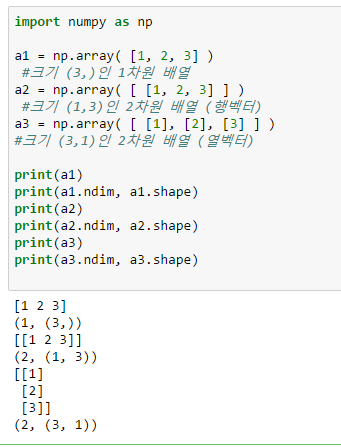 import numpy as np
a1 = np.array( [1, 2, 3] )
#크기 (3,)인 1차원 배열
a2 = np.array( [ [1, 2, 3] ] )
#크기 (1,3)인 2차원 배열 (행벡터)
a3 = np.array( [ [1], [2], [3] ] )
#크기 (3,1)인 2차원 배열 (열벡터)
print(a1)
print(a1.ndim, a1.shape)
print(a2)
print(a2.ndim, a2.shape)
print(a3)
print(a3.ndim, a3.shape)
[1 2 3]
(1, (3,))
[[1 2 3]]
(2, (1, 3))
[[1]
[2]
[3]]
(2, (3, 1))